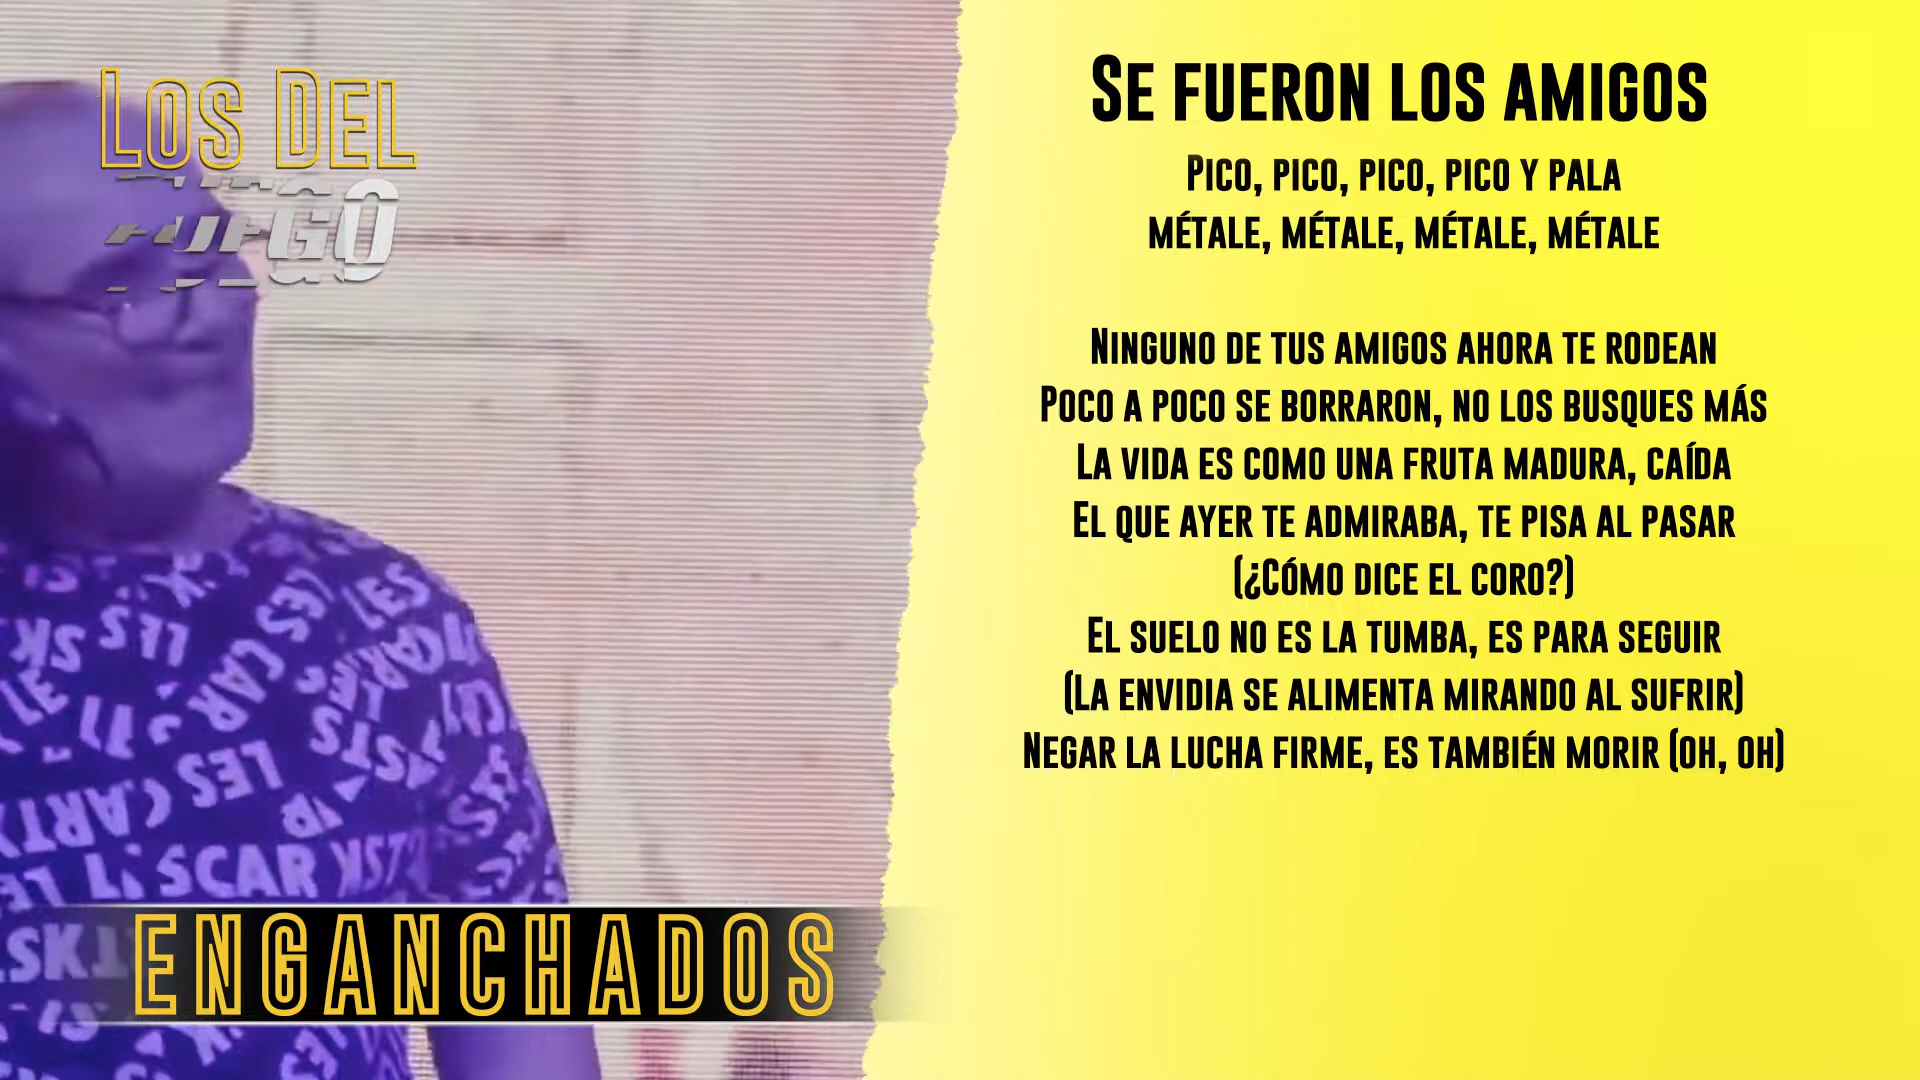 Los Del
FUEGO
ENGANCHADOS
Se fueron los amigos
Pico, pico, pico, pico y pala
métale, métale, métale, métale
Ninguno de tus amigos ahora te rodean
Poco a poco se borraron, no los busques más
La vida es como una fruta madura, caída
El que ayer te admiraba, te pisa al pasar
(¿Cómo dice el coro?)
El suelo no es la tumba, es para seguir
(La envidia se alimenta mirando al sufrir)
Negar la lucha firme, es también morir (oh, oh)